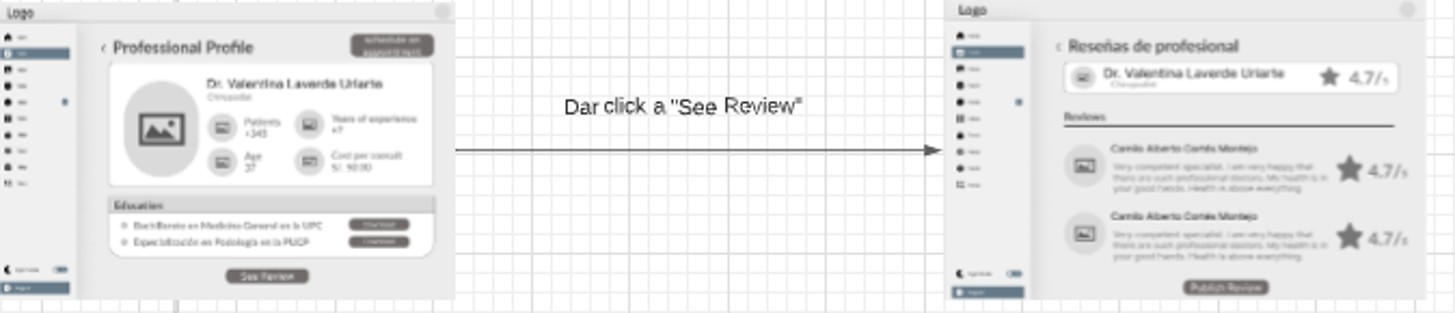 Logo
Professional Profile
schedule an
appointment
Dr. Valentina Laverde Uriarte
Chiropodist
Patients
+345
Years of experience
+7
Age
37
Cost per consult
S/. 90.00
Education
Bachillerato en Medicina General en la UPC
Especialización en Podología en la PUCP
See Review
Dar click a "See Review"
Logo
Reseñas de profesional
Dr. Valentina Laverde Uriarte
Chiropodist
4.7/5
Reviews
Camilo Alberto Cortés Montejo
Very competent specialist. I am very happy that
there are such professional doctors. My health is in
your good hands. Health is above everything.
4.7/5
Camilo Alberto Cortés Montejo
Very competent specialist. I am very happy that
there are such professional doctors. My health is in
your good hands. Health is above everything.
4.7/5
Publish Review